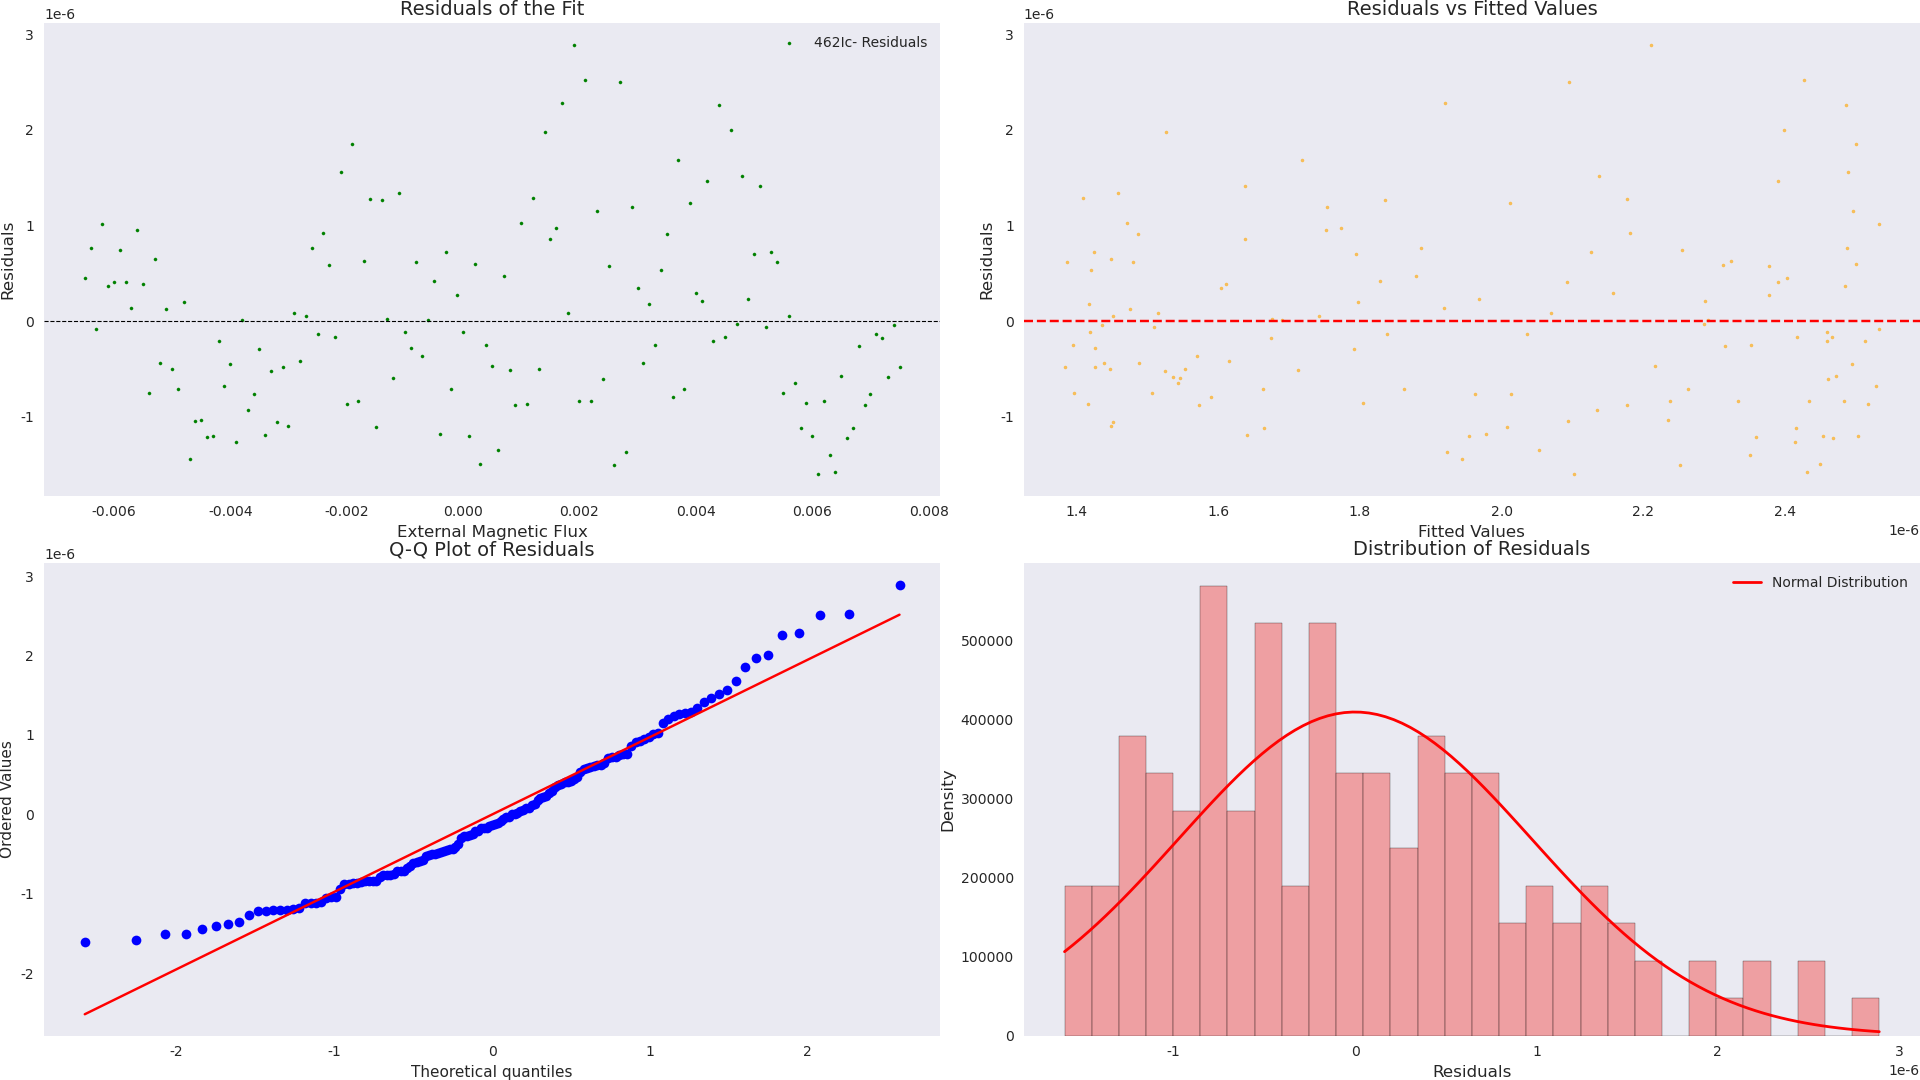 Residuals of the Fit
1e-6
462Ic- Residuals
3
2
1
0
-1
Residuals
-0.006 -0.004 -0.002 0.000 0.002 0.004 0.006 0.008
External Magnetic Flux
Residuals vs Fitted Values
1e-6
3
2
1
0
-1
Residuals
1.4 1.6 1.8 2.0 2.2 2.4
1e-6
Fitted Values
Q-Q Plot of Residuals
1e-6
3
2
1
0
-1
-2
Ordered Values
-2 -1 0 1 2
Theoretical quantiles
Distribution of Residuals
Normal Distribution
500000
400000
300000
200000
100000
0
Density
-1 0 1 2 3
1e-6
Residuals